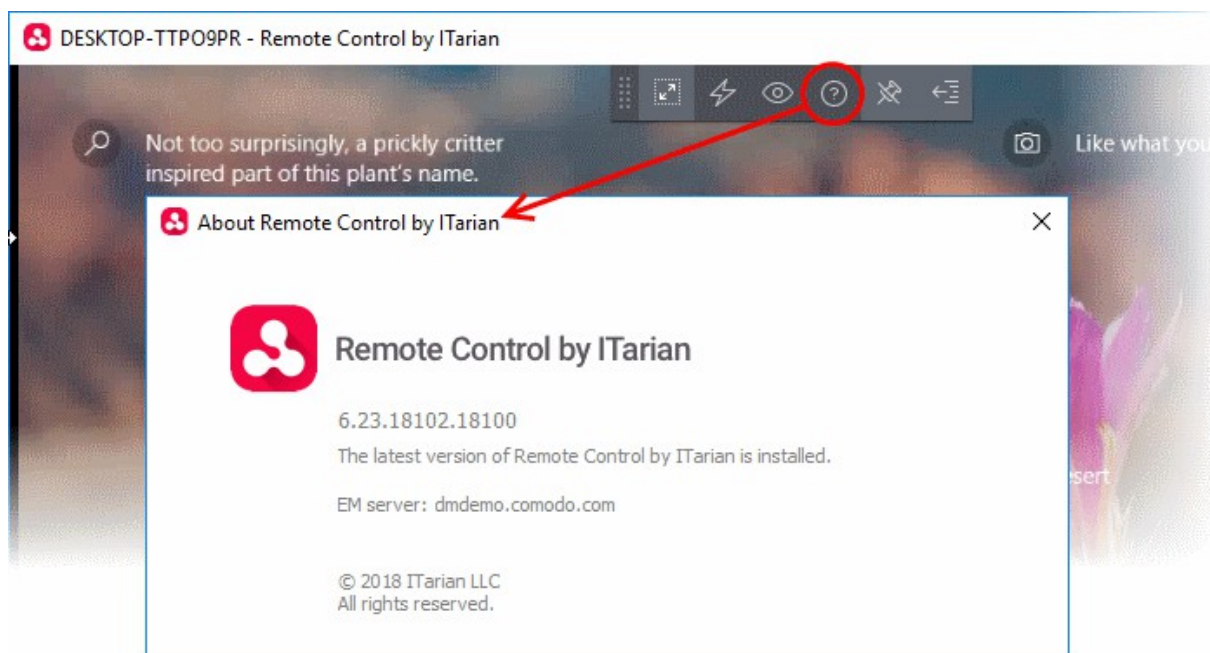 DESKTOP-TTPO9PR - Remote Control by ITarian
Not too surprisingly, a prickly critter
inspired part of this plant's name.
Like what you
About Remote Control by ITarian
Remote Control by ITarian
6.23.18102.18100
The latest version of Remote Control by ITarian is installed.
EM server: dmdemo.comodo.com
esert
© 2018 ITarian LLC
All rights reserved.